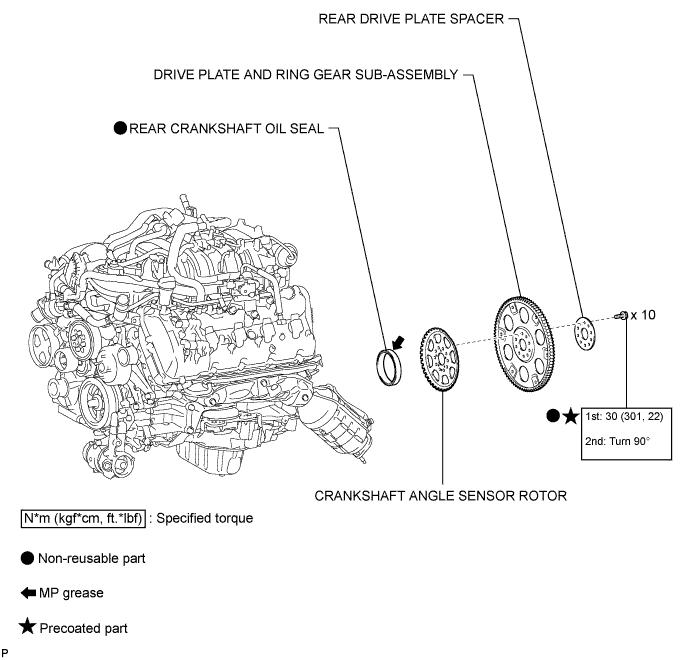 REAR DRIVE PLATE SPACER
DRIVE PLATE AND RING GEAR SUB-ASSEMBLY
REAR CRANKSHAFT OIL SEAL
x 10
1st: 30 (301, 22)
2nd: Turn 90°
CRANKSHAFT ANGLE SENSOR ROTOR
N*m (kgf*cm, ft.*lbf) : Specified torque
Non-reusable part
MP grease
Precoated part
P